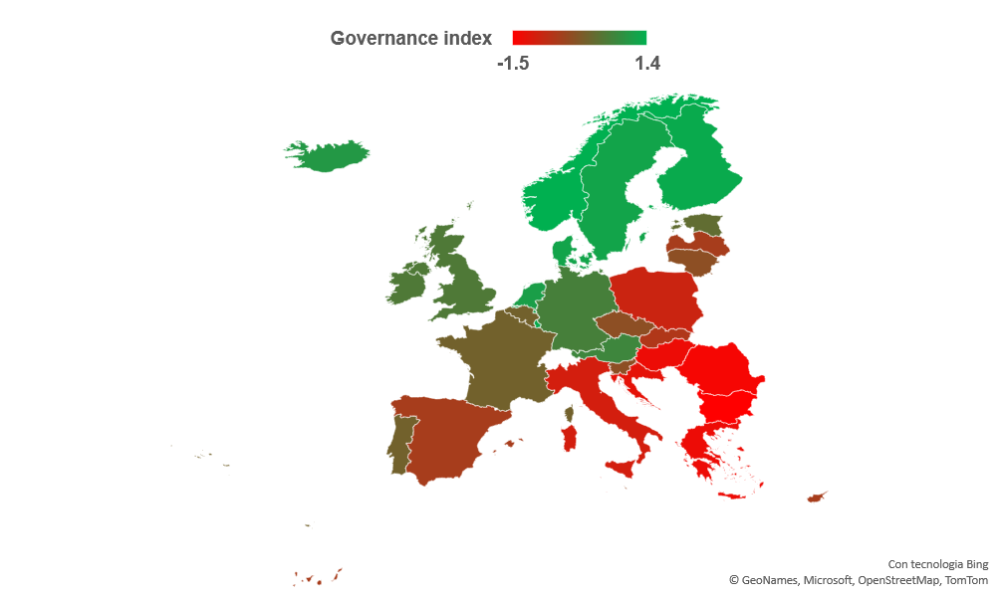 Governance index
-1.5 1.4
Con tecnologia Bing
© GeoNames, Microsoft, OpenStreetMap, TomTom